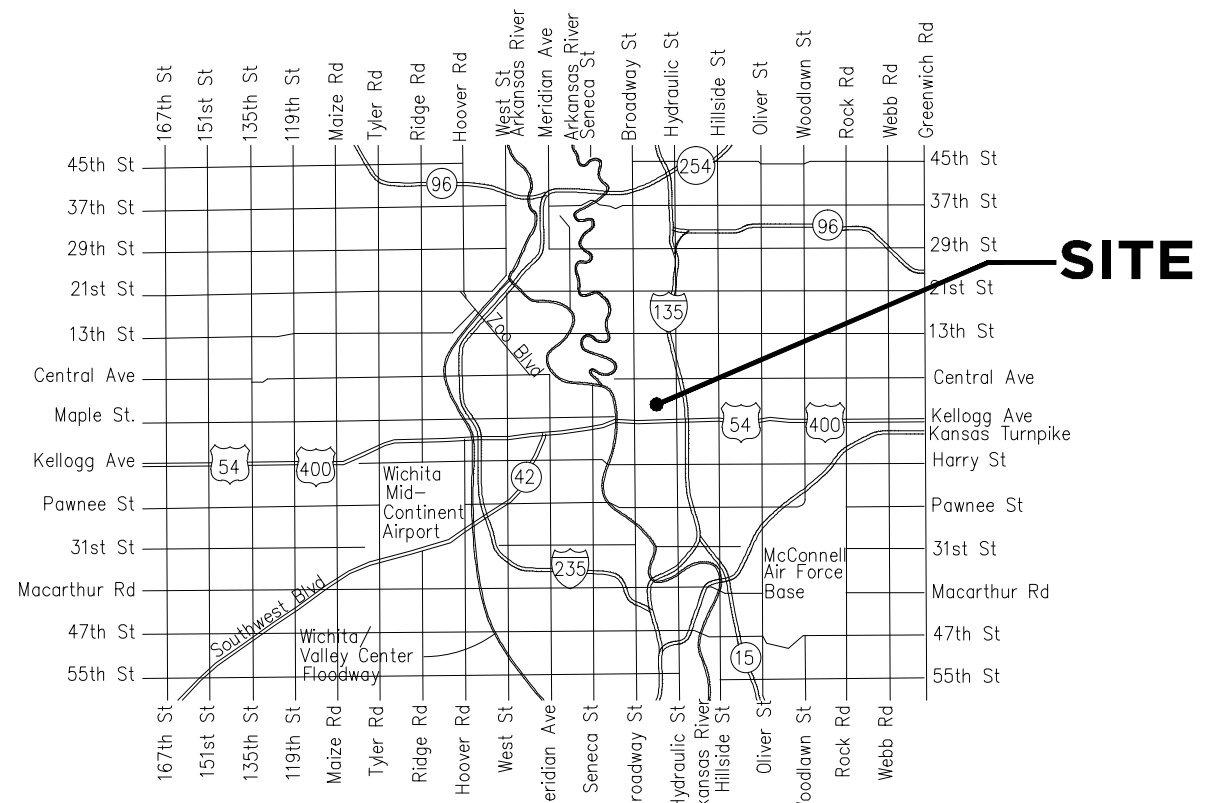 167th St
151st St
135th St
119th St
Maize Rd
Tyler Rd
Ridge Rd
Hoover Rd
West St
Arkansas River
Meridian Ave
Arkansas River
Seneca St
Broadway St
Hydraulic St
Hillside St
Oliver St
Woodlawn St
Rock Rd
Webb Rd
Greenwich Rd
45th St
254
45th St
96
37th St
37th St
96
29th St
29th St
SITE
21st St
21st St
135
13th St
Zoo Blvd
13th St
Central Ave
Central Ave
Maple St.
54
400
Kellogg Ave
Kansas Turnpike
Kellogg Ave
54
400
Harry St
Wichita
Mid-
Continent
Airport
42
Pawnee St
Pawnee St
31st St
31st St
235
McConnell
Air Force
Base
Macarthur Rd
Macarthur Rd
Southwest Blvd
47th St
47th St
Wichita/
Valley Center
Floodway
15
55th St
55th St
167th St
151st St
135th St
119th St
Maize Rd
Tyler Rd
Ridge Rd
Hoover Rd
West St
eridian Ave
Seneca St
roadway St
Hydraulic St
kansas River
Hillside St
Oliver St
oodlawn St
Rock Rd
Webb Rd